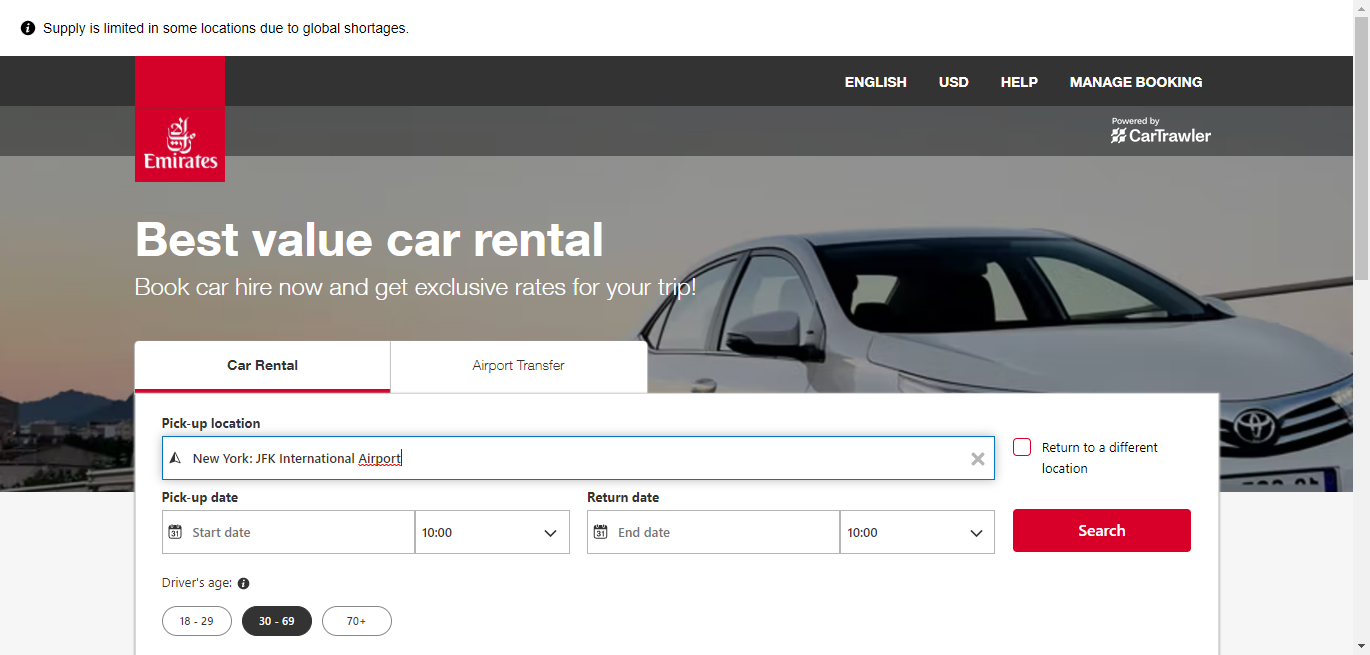 Supply is limited in some locations due to global shortages.
ENGLISH USD HELP MANAGE BOOKING
Powered by
CarTrawler
Emirates
Best value car rental
Book car hire now and get exclusive rates for your trip!
Car Rental
Airport Transfer
Pick-up location
New York: JFK International Airport
Return to a different
location
Pick-up date
Return date
31 Start date
10:00
31 End date
10:00
Search
Driver's age:
18 - 29
30 - 69
70+